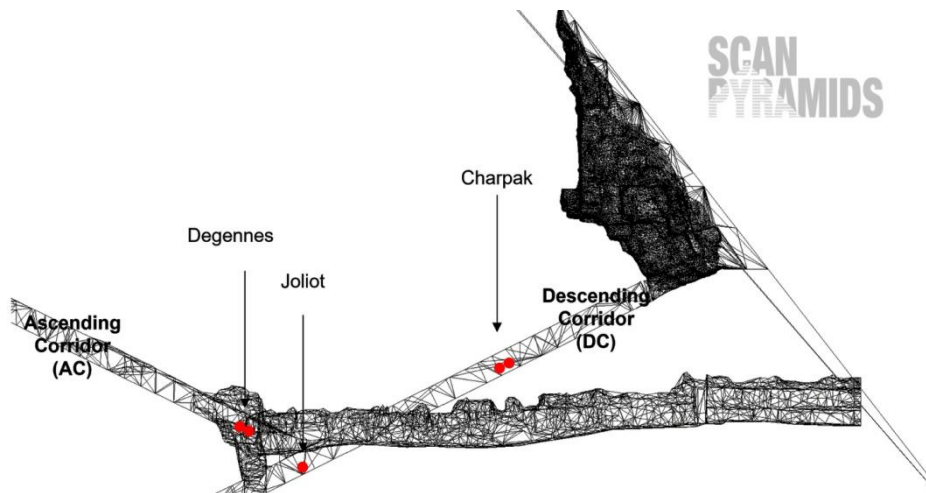 SCAN
PYRAMIDS
Charpak
Degennes
Joliot
Descending
Corridor
(DC)
Ascending
Corridor
(AC)